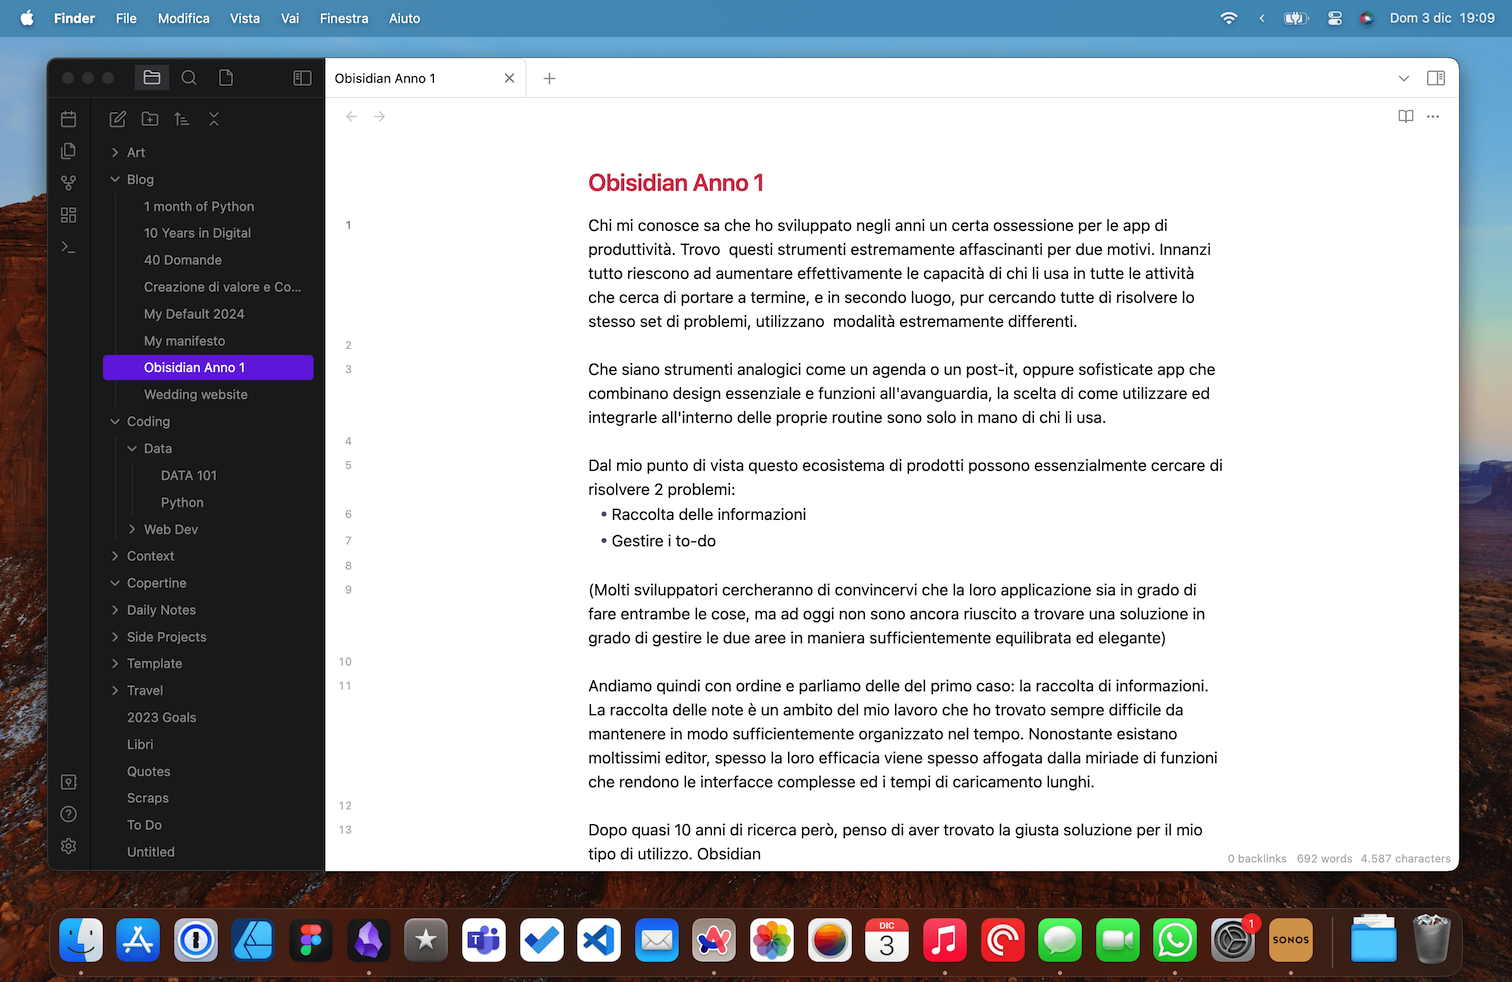 Finder File Modifica Vista Vai Finestra Aiuto Dom 3 dic 19:09
Obisidian Anno 1
Art
Blog
1 month of Python
10 Years in Digital
40 Domande
Creazione di valore e Co...
My Default 2024
My manifesto
Obisidian Anno 1
Wedding website
Coding
Data
DATA 101
Python
Web Dev
Context
Copertine
Daily Notes
Side Projects
Template
Travel
2023 Goals
Libri
Quotes
Scraps
To Do
Untitled
Obisidian Anno 1
1 Chi mi conosce sa che ho sviluppato negli anni un certa ossessione per le app di
produttività. Trovo  questi strumenti estremamente affascinanti per due motivi. Innanzi
tutto riescono ad aumentare effettivamente le capacità di chi li usa in tutte le attività
che cerca di portare a termine, e in secondo luogo, pur cercando tutte di risolvere lo
stesso set di problemi, utilizzano  modalità estremamente differenti.
2
3 Che siano strumenti analogici come un agenda o un post-it, oppure sofisticate app che
combinano design essenziale e funzioni all'avanguardia, la scelta di come utilizzare ed
integrarle all'interno delle proprie routine sono solo in mano di chi li usa.
4
5 Dal mio punto di vista questo ecosistema di prodotti possono essenzialmente cercare di
risolvere 2 problemi:
6 • Raccolta delle informazioni
7 • Gestire i to-do
8
9 (Molti sviluppatori cercheranno di convincervi che la loro applicazione sia in grado di
fare entrambe le cose, ma ad oggi non sono ancora riuscito a trovare una soluzione in
grado di gestire le due aree in maniera sufficientemente equilibrata ed elegante)
10
11 Andiamo quindi con ordine e parliamo delle del primo caso: la raccolta di informazioni.
La raccolta delle note è un ambito del mio lavoro che ho trovato sempre difficile da
mantenere in modo sufficientemente organizzato nel tempo. Nonostante esistano
moltissimi editor, spesso la loro efficacia viene spesso affogata dalla miriade di funzioni
che rendono le interfacce complesse ed i tempi di caricamento lunghi.
12
13 Dopo quasi 10 anni di ricerca però, penso di aver trovato la giusta soluzione per il mio
tipo di utilizzo. Obsidian
0 backlinks 692 words 4.587 characters
DIC
3
1
SONOS